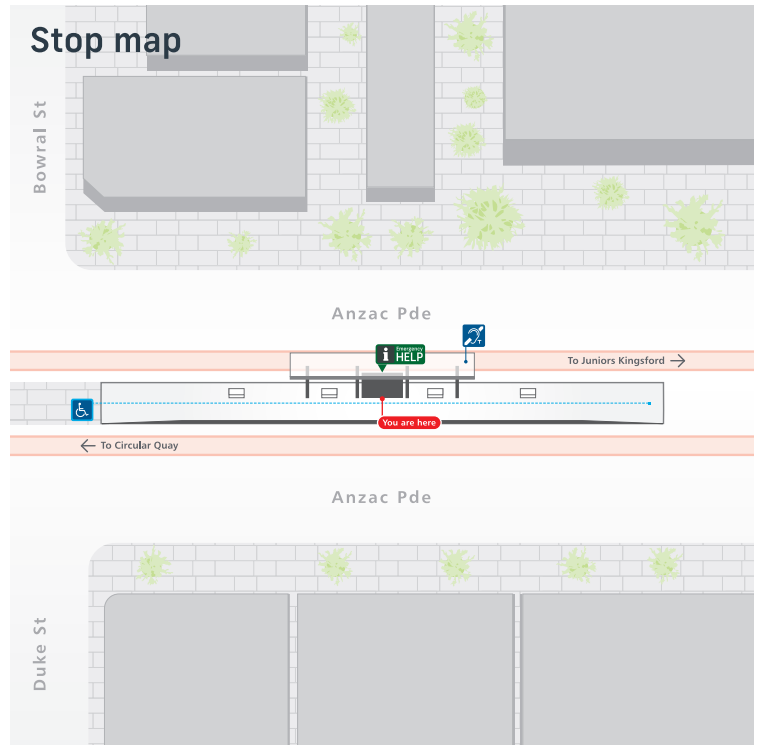 Stop map
Bowral St
Anzac Pde
T
i Emergency
HELP
To Juniors Kingsford
You are here
To Circular Quay
Anzac Pde
Duke St